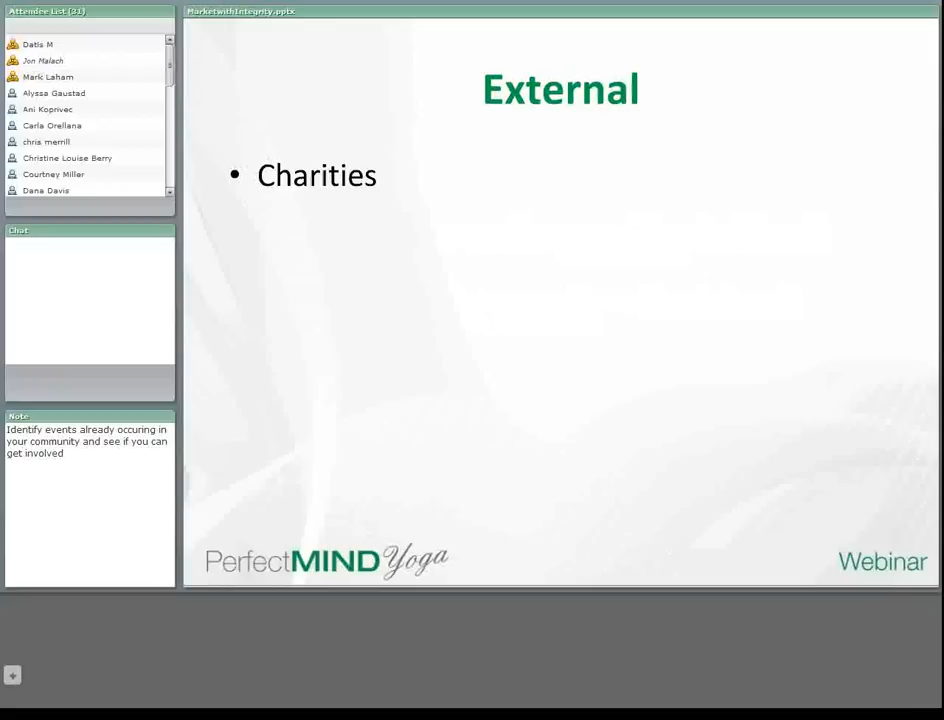 Attendee List (31)
Datis M
Jon Malach
Mark Laham
Alyssa Gaustad
Ani Koprivec
Carla Orellana
chris merrill
Christine Louise Berry
Courtney Miller
Dana Davis
Chat
Note
Identify events already occuring in
your community and see if you can
get involved
MarketwithIntegrity.pptx
External
• Charities
PerfectMIND Yoga
Webinar